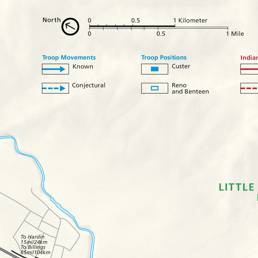 North
0 0.5 1 Kilometer
0 0.5 1 Mile
Troop Movements
Troop Positions
Indian
Known
Custer
Conjectural
Reno
and Benteen
LITTLE
To Hardin
15mi/24km
To Billings
65mi/104km